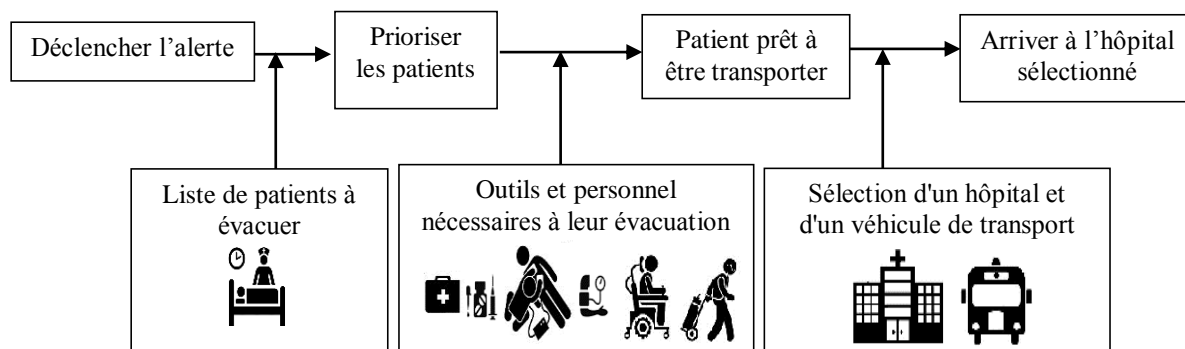 Déclencher l'alerte
Prioriser
les patients
Patient prêt à
être transporter
Arriver à l'hôpital
sélectionné
Liste de patients à
évacuer
Outils et personnel
nécessaires à leur évacuation
Sélection d'un hôpital et
d'un véhicule de transport